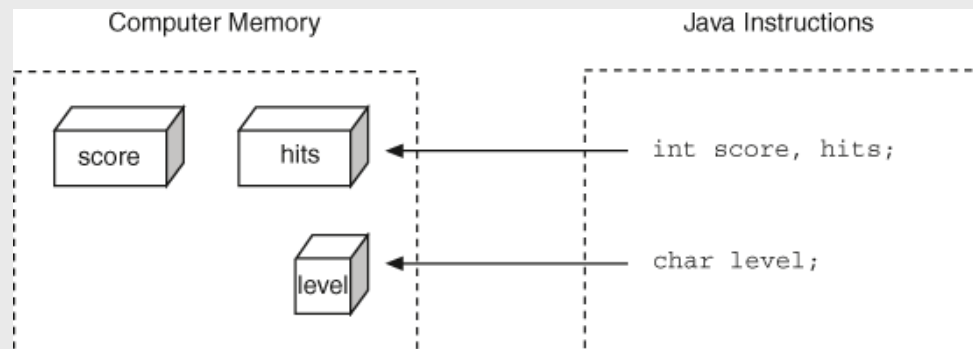 Computer Memory
Java Instructions
score
hits
int score, hits;
level
char level;